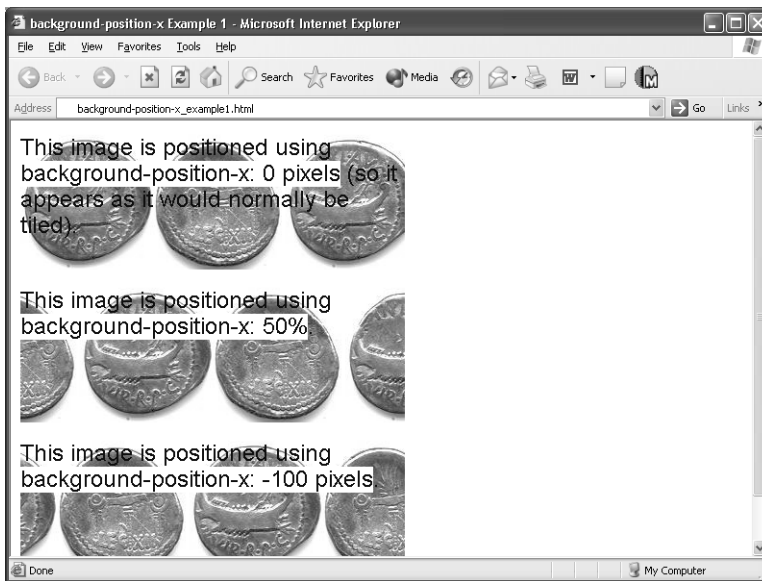 background-position-x Example 1 - Microsoft Internet Explorer
File Edit View Favorites Tools Help
Back Search Favorites Media
Address background-position-x_example1.html Go Links
This image is positioned using
background-position-x: 0 pixels (so it
appears as it would normally be
tiled).
This image is positioned using
background-position-x: 50%.
This image is positioned using
background-position-x: -100 pixels.
Done My Computer